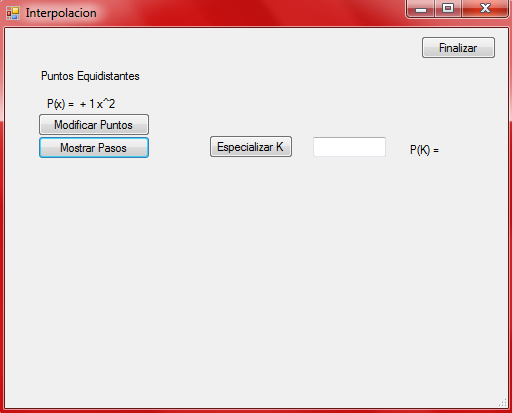 Interpolacion
Finalizar
Puntos Equidistantes
P(x) =  + 1 x^2
Modificar Puntos
Mostrar Pasos
Especializar K
P(K) =